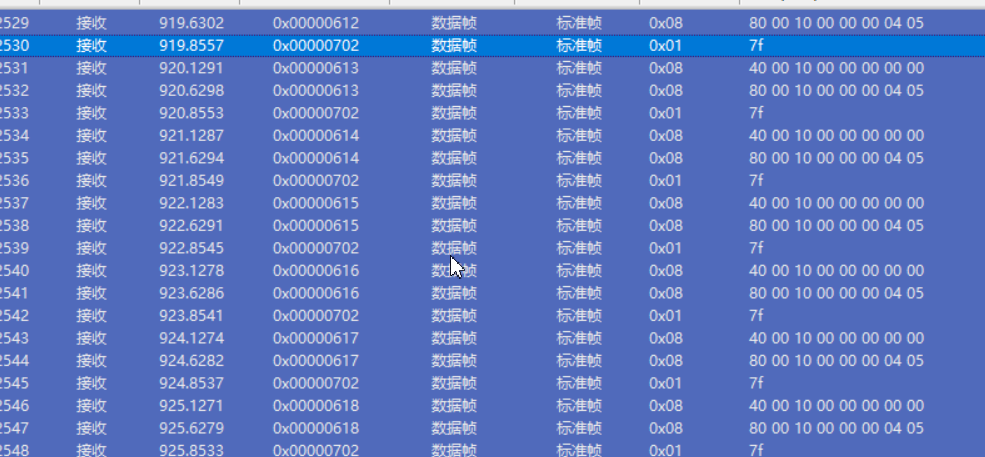 2529 接收 919.6302 0x00000612 数据帧 标准帧 0x08 80 00 10 00 00 00 04 05
2530 接收 919.8557 0x00000702 数据帧 标准帧 0x01 7f
2531 接收 920.1291 0x00000613 数据帧 标准帧 0x08 40 00 10 00 00 00 00 00
2532 接收 920.6298 0x00000613 数据帧 标准帧 0x08 80 00 10 00 00 00 04 05
2533 接收 920.8553 0x00000702 数据帧 标准帧 0x01 7f
2534 接收 921.1287 0x00000614 数据帧 标准帧 0x08 40 00 10 00 00 00 00 00
2535 接收 921.6294 0x00000614 数据帧 标准帧 0x08 80 00 10 00 00 00 04 05
2536 接收 921.8549 0x00000702 数据帧 标准帧 0x01 7f
2537 接收 922.1283 0x00000615 数据帧 标准帧 0x08 40 00 10 00 00 00 00 00
2538 接收 922.6291 0x00000615 数据帧 标准帧 0x08 80 00 10 00 00 00 04 05
2539 接收 922.8545 0x00000702 数据帧 标准帧 0x01 7f
2540 接收 923.1278 0x00000616 数据帧 标准帧 0x08 40 00 10 00 00 00 00 00
2541 接收 923.6286 0x00000616 数据帧 标准帧 0x08 80 00 10 00 00 00 04 05
2542 接收 923.8541 0x00000702 数据帧 标准帧 0x01 7f
2543 接收 924.1274 0x00000617 数据帧 标准帧 0x08 40 00 10 00 00 00 00 00
2544 接收 924.6282 0x00000617 数据帧 标准帧 0x08 80 00 10 00 00 00 04 05
2545 接收 924.8537 0x00000702 数据帧 标准帧 0x01 7f
2546 接收 925.1271 0x00000618 数据帧 标准帧 0x08 40 00 10 00 00 00 00 00
2547 接收 925.6279 0x00000618 数据帧 标准帧 0x08 80 00 10 00 00 00 04 05
2548 接收 925.8533 0x00000702 数据帧 标准帧 0x01 7f